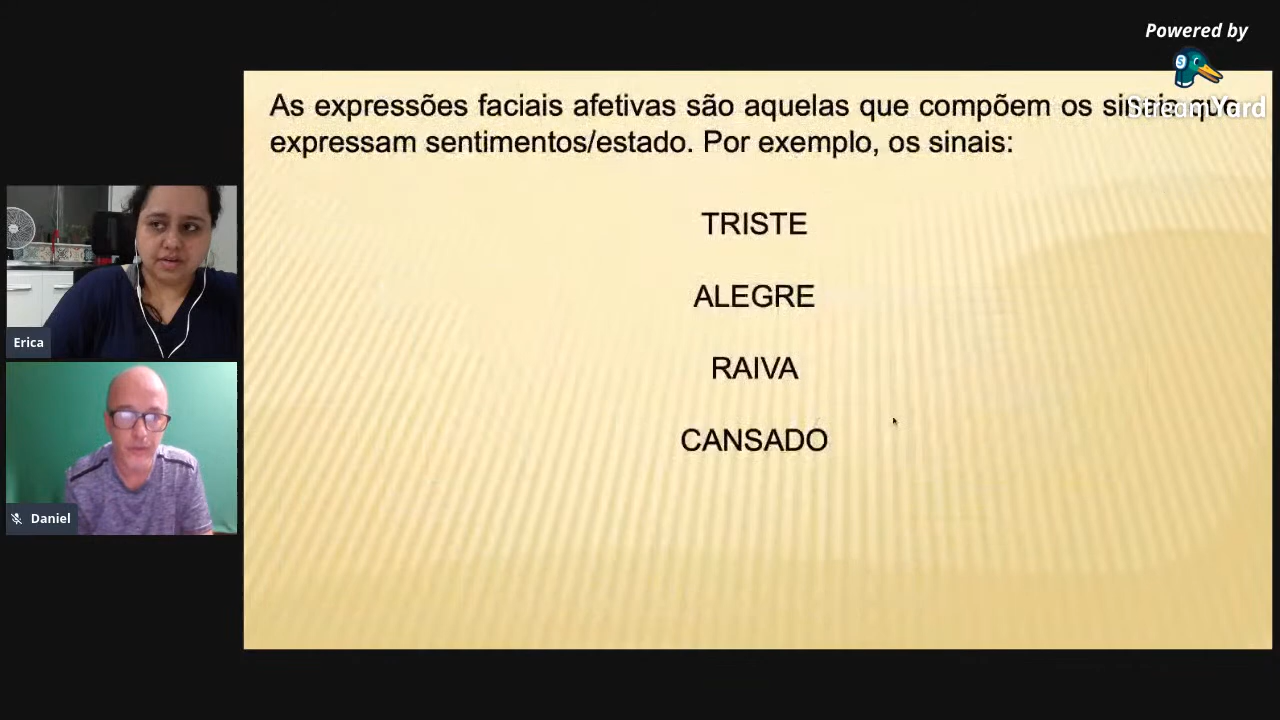 Powered by
StreamYard
As expressões faciais afetivas são aquelas que compõem os sinais que
expressam sentimentos/estado. Por exemplo, os sinais:
TRISTE
ALEGRE
RAIVA
CANSADO
Erica
Daniel